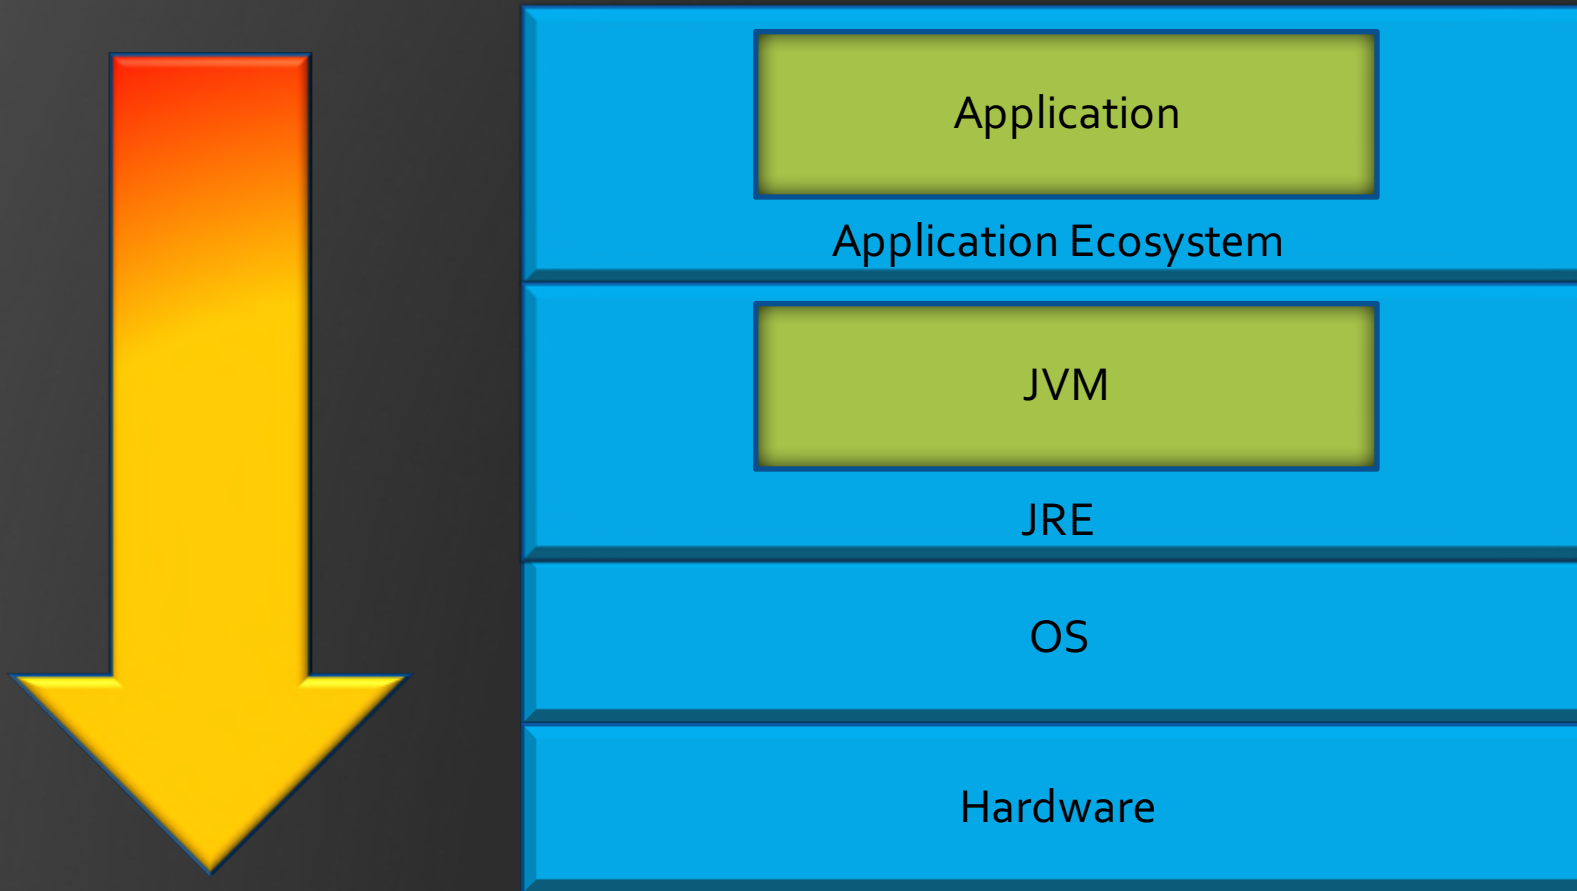 Application
Application Ecosystem
JVM
JRE
OS
Hardware